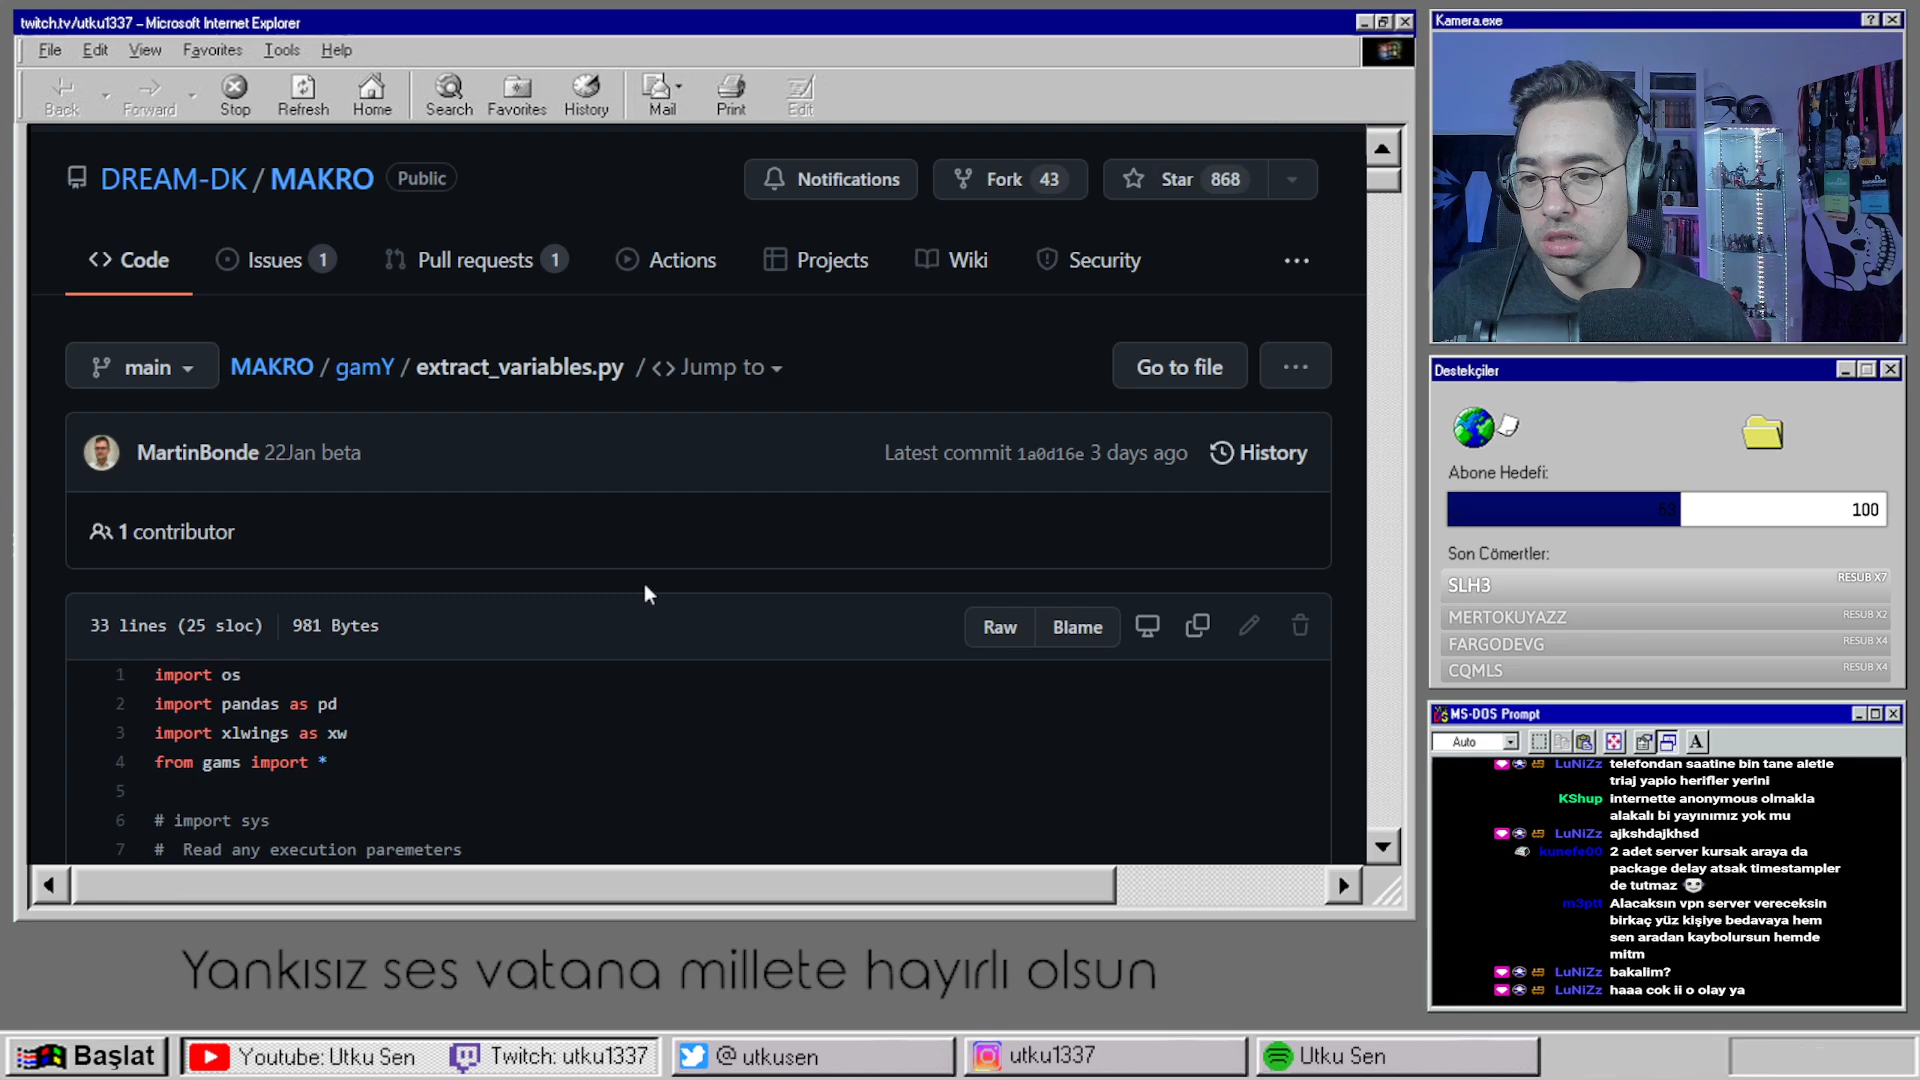 twitch.tv/utku1337 – Microsoft Internet Explorer
File Edit View Favorites Tools Help
Back Forward Stop Refresh Home Search Favorites History Mail Print Edit
DREAM-DK / MAKRO Public
Notifications Fork 43 Star 868
<> Code Issues 1 Pull requests 1 Actions Projects Wiki Security ...
main MAKRO / gamY / extract_variables.py / <> Jump to Go to file ...
MartinBonde 22Jan beta Latest commit 1a0d16e 3 days ago History
1 contributor
33 lines (25 sloc) 981 Bytes Raw Blame
1 import os
2 import pandas as pd
3 import xlwings as xw
4 from gams import *
5
6 # import sys
7 # Read any execution paremeters
Yankısız ses vatana millete hayırlı olsun
Kamera.exe
Destekçiler
Abone Hedefi:
53 100
Son Cömertler:
SLH3 RESUB X7
MERTOKUYAZZ RESUB X2
FARGODEVG RESUB X4
CQMLS RESUB X4
MS-DOS Prompt
Auto A
LuNiZz telefondan saatine bin tane aletle
triaj yapio herifler yerini
KShup internette anonymous olmakla
alakalı bi yayınımız yok mu
LuNiZz ajkshdajkhsd
kunefe00 2 adet server kursak araya da
package delay atsak timestampler
de tutmaz
m3ptt Alacaksın vpn server vereceksin
birkaç yüz kişiye bedavaya hem
sen aradan kaybolursun hemde
mitm
LuNiZz bakalim?
LuNiZz haaa cok ii o olay ya
Başlat Youtube: Utku Sen Twitch: utku1337 @utkusen utku1337 Utku Sen